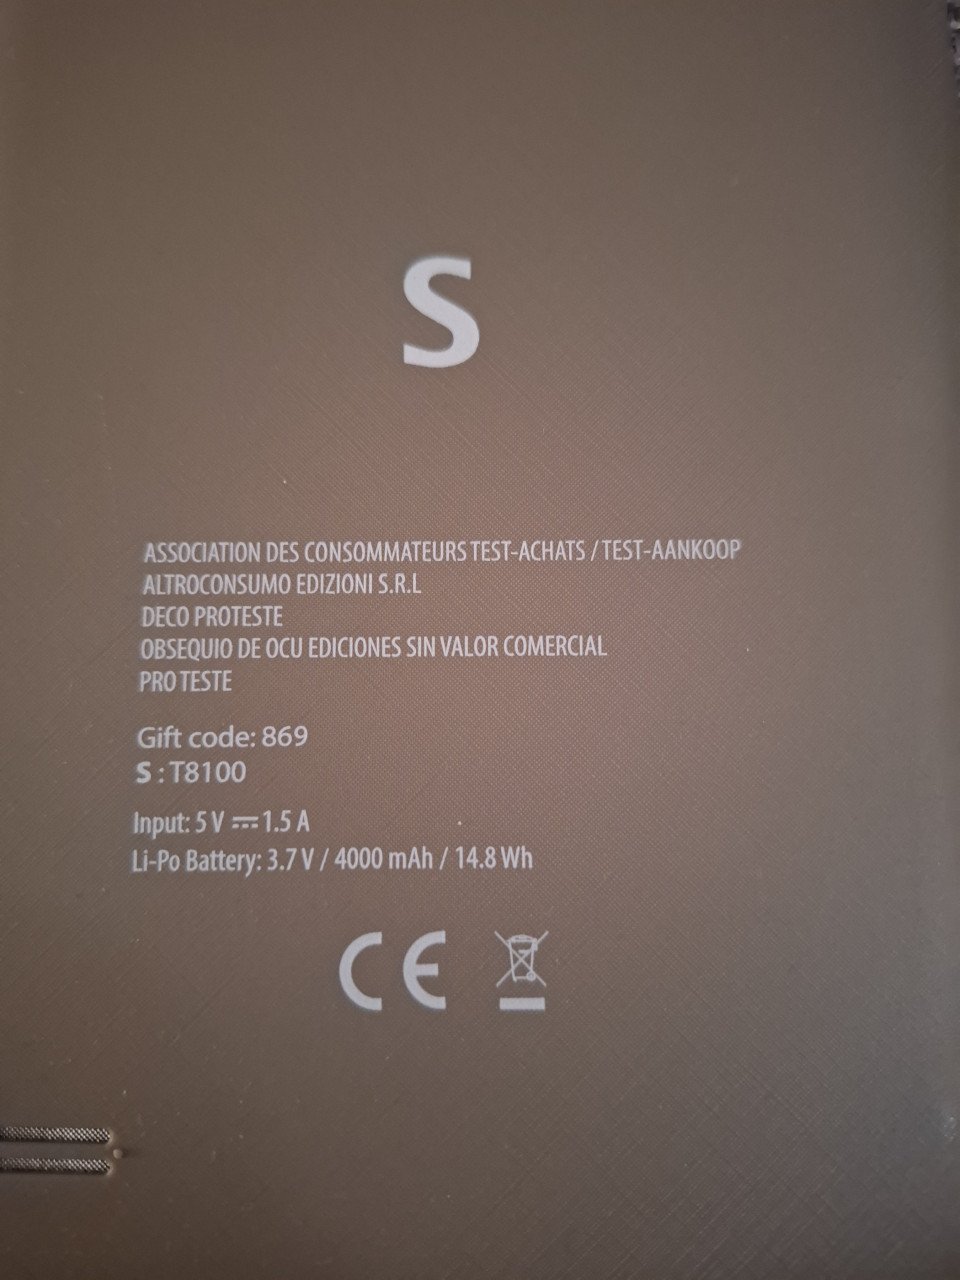 S
ASSOCIATION DES CONSOMMATEURS TEST-ACHATS / TEST-AANKOOP
ALTROCONSUMO EDIZIONI S.R.L
DECO PROTESTE
OBSEQUIO DE OCU EDICIONES SIN VALOR COMERCIAL
PRO TESTE
Gift code: 869
S : T8100
Input: 5 V ⎓ 1.5 A
Li-Po Battery: 3.7 V / 4000 mAh / 14.8 Wh
CE